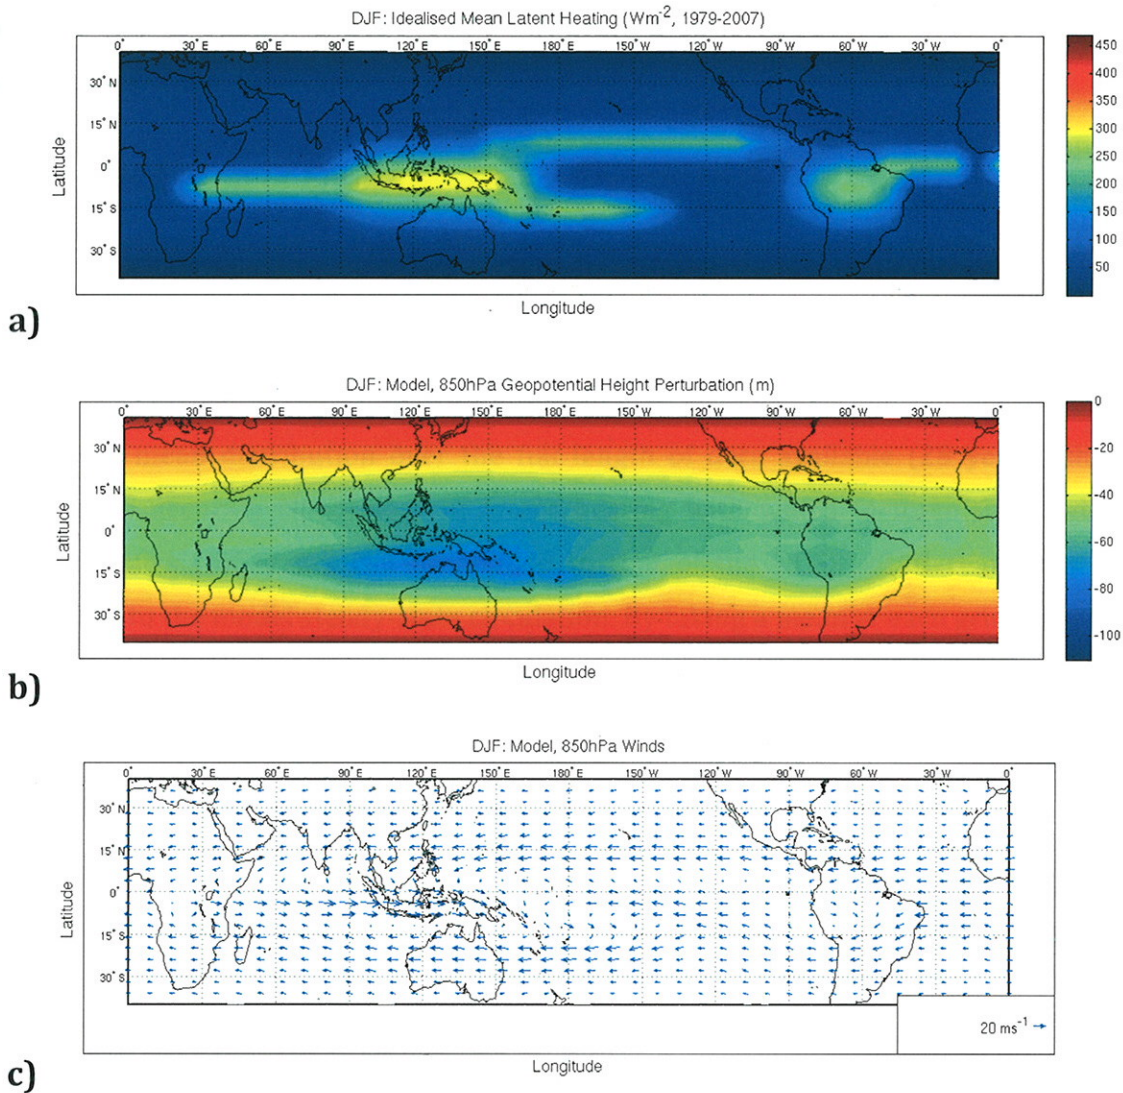 DJF: Idealised Mean Latent Heating (Wm-2, 1979-2007)
0° 30° E 60° E 90° E 120° E 150° E 180° E 150° W 120° W 90° W 60° W 30° W 0°
30° N
15° N
0°
15° S
30° S
Latitude
Longitude
450
400
350
300
250
200
150
100
50
a)
DJF: Model, 850hPa Geopotential Height Perturbation (m)
0° 30° E 60° E 90° E 120° E 150° E 180° E 150° W 120° W 90° W 60° W 30° W 0°
30° N
15° N
0°
15° S
30° S
Latitude
Longitude
0
-20
-40
-60
-80
-100
b)
DJF: Model, 850hPa Winds
0° 30° E 60° E 90° E 120° E 150° E 180° E 150° W 120° W 90° W 60° W 30° W 0°
30° N
15° N
0°
15° S
30° S
Latitude
20 ms-1
Longitude
c)